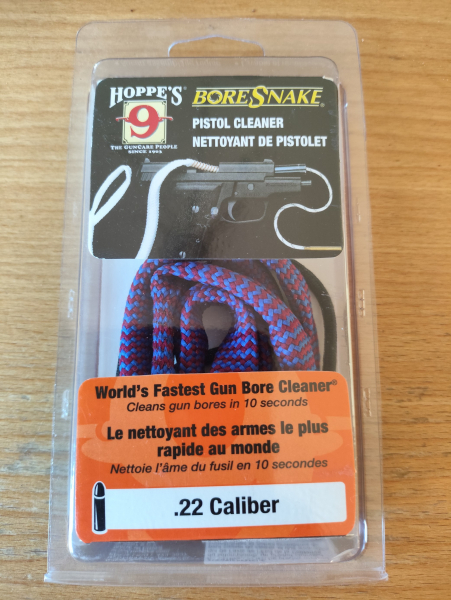 HOPPE'S
9
THE GUNCARE PEOPLE
SINCE 1903
BORESNAKE®
PISTOL CLEANER
NETTOYANT DE PISTOLET
World's Fastest Gun Bore Cleaner®
Cleans gun bores in 10 seconds
Le nettoyant des armes le plus
rapide au monde
Nettoie l'âme du fusil en 10 secondes
.22 Caliber